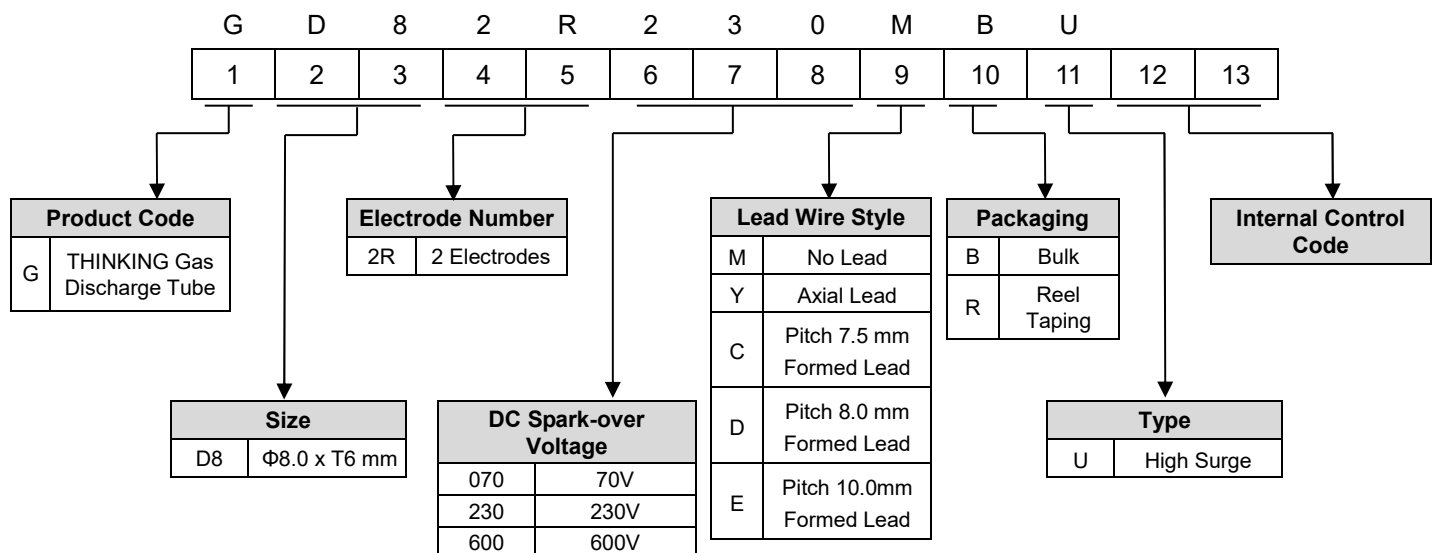 G D 8 2 R 2 3 0 M B U
1 2 3 4 5 6 7 8 9 10 11 12 13
Product Code
G THINKING Gas
Discharge Tube
Electrode Number
2R 2 Electrodes
Lead Wire Style
M No Lead
Y Axial Lead
C Pitch 7.5 mm
Formed Lead
D Pitch 8.0 mm
Formed Lead
E Pitch 10.0mm
Formed Lead
Packaging
B Bulk
R Reel
Taping
Internal Control
Code
Size
D8 Φ8.0 x T6 mm
DC Spark-over
Voltage
070 70V
230 230V
600 600V
Type
U High Surge